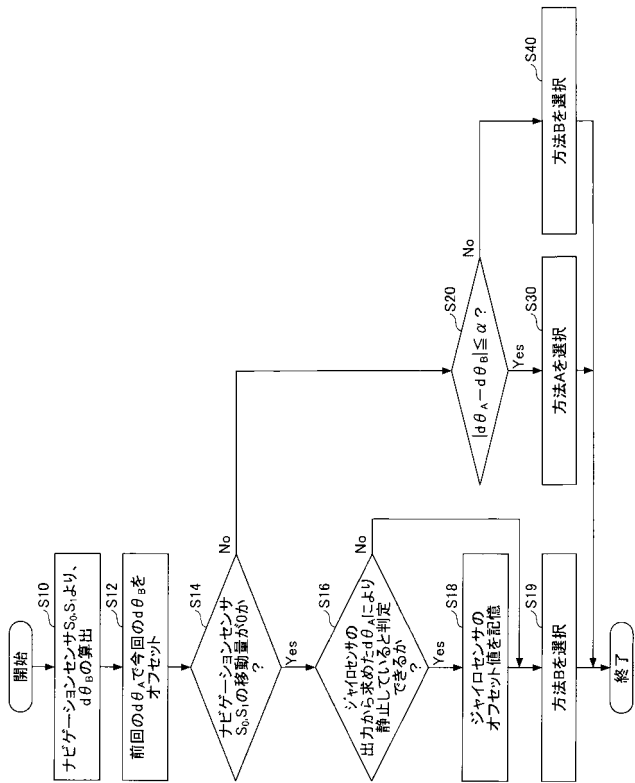 開始
S10
ナビゲーションセンサS₀,S₁より、
dθBの算出
S12
前回のdθAで今回のdθBを
オフセット
S14
ナビゲーションセンサ
S₀,S₁の移動量が0か
?
No
Yes
S16
ジャイロセンサの
出力から求めたdθAにより
静止していると判定
できるか
?
No
Yes
S18
ジャイロセンサの
オフセット値を記憶
S19
方法Bを選択
S20
|dθA−dθB|≦α?
No
Yes
S30
方法Aを選択
S40
方法Bを選択
終了